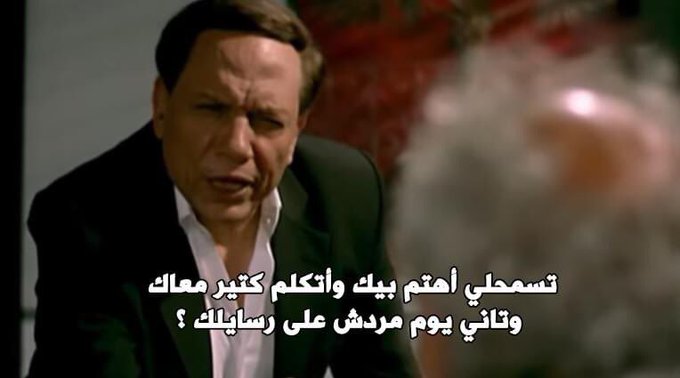 تسمحلي أهتم بيك وأتكلم كتير معاك
وتاني يوم مردش على رسايلك ؟